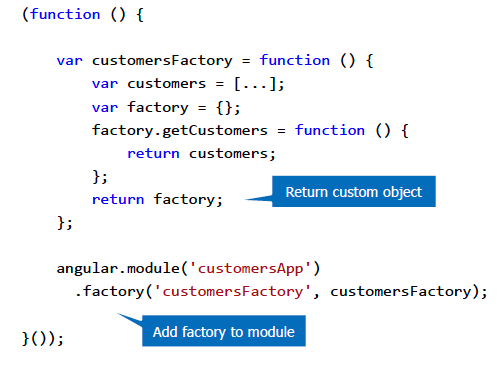 (function () {
var customersFactory = function () {
var customers = [...];
var factory = {};
factory.getCustomers = function () {
return customers;
};
return factory;
Return custom object
};
angular.module('customersApp')
.factory('customersFactory', customersFactory);
Add factory to module
}());